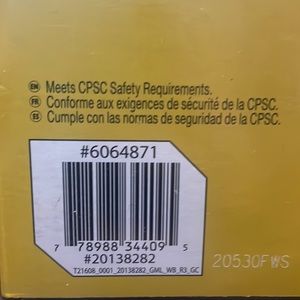 EN Meets CPSC Safety Requirements.
FR Conforme aux exigences de sécurité de la CPSC.
ES Cumple con las normas de seguridad de la CPSC.
#6064871
7 78988 34409 5
#20138282
T21608_0001_20138282_GML_WB_R3_GC
20530FWS